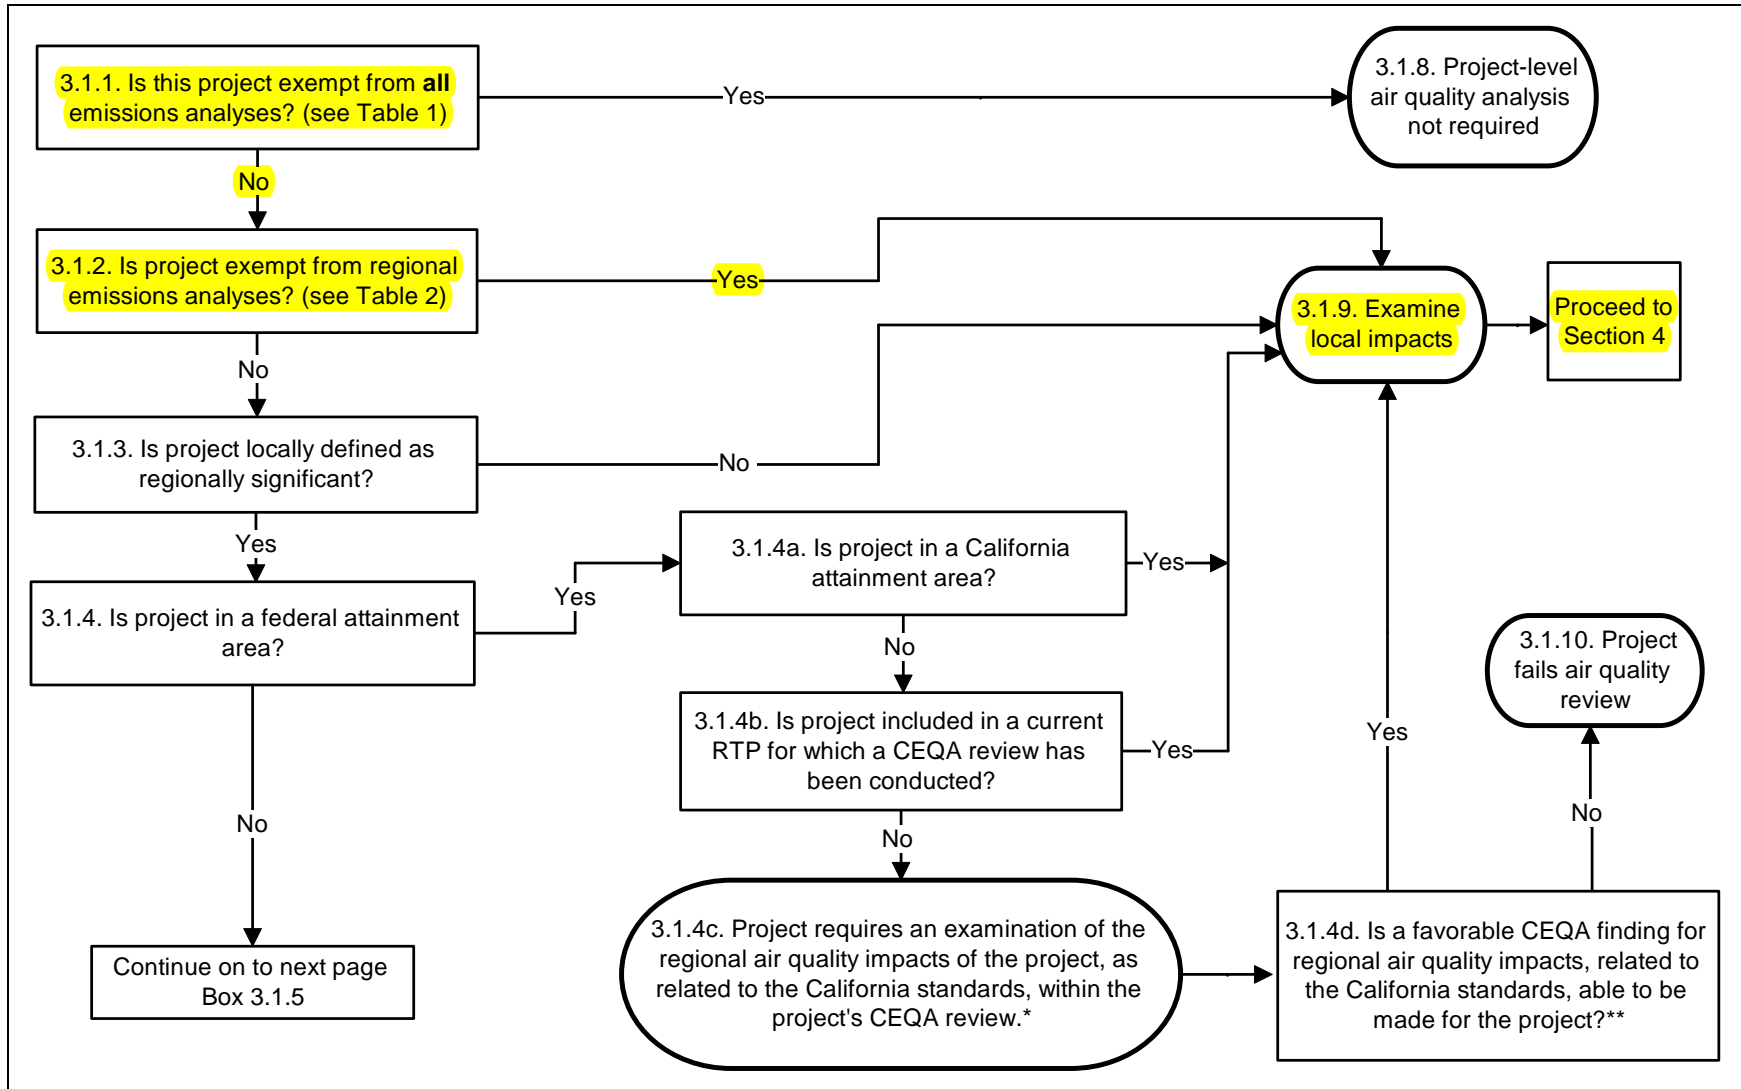 3.1.1. Is this project exempt from all
emissions analyses? (see Table 1)
Yes
3.1.8. Project-level
air quality analysis
not required
No
3.1.2. Is project exempt from regional
emissions analyses? (see Table 2)
Yes
3.1.9. Examine
local impacts
Proceed to
Section 4
No
3.1.3. Is project locally defined as
regionally significant?
No
Yes
3.1.4. Is project in a federal attainment
area?
Yes
3.1.4a. Is project in a California
attainment area?
Yes
No
3.1.4b. Is project included in a current
RTP for which a CEQA review has
been conducted?
Yes
No
3.1.10. Project
fails air quality
review
Yes
No
No
Continue on to next page
Box 3.1.5
3.1.4c. Project requires an examination of the
regional air quality impacts of the project, as
related to the California standards, within the
project's CEQA review.*
3.1.4d. Is a favorable CEQA finding for
regional air quality impacts, related to
the California standards, able to be
made for the project?**